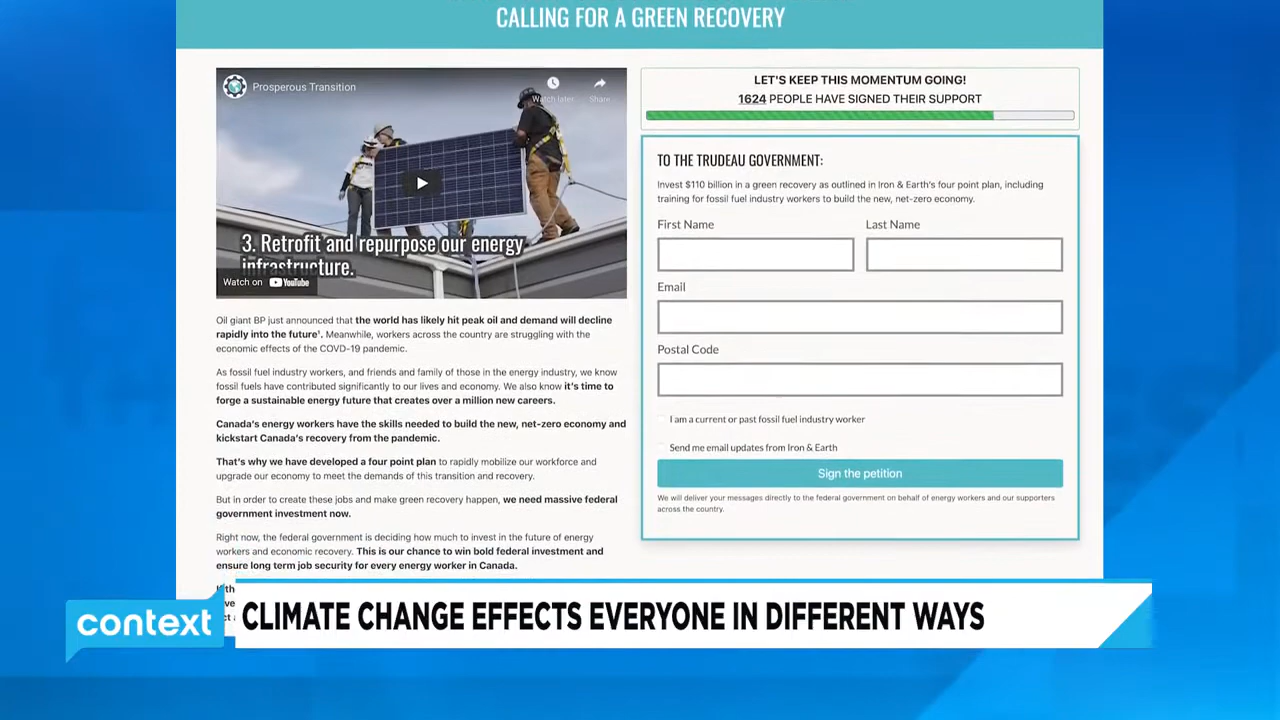 CALLING FOR A GREEN RECOVERY
Prosperous Transition
Watch later
Share
3. Retrofit and repurpose our energy
infrastructure.
Watch on YouTube
Oil giant BP just announced that the world has likely hit peak oil and demand will decline
rapidly into the future¹. Meanwhile, workers across the country are struggling with the
economic effects of the COVD-19 pandemic.
As fossil fuel industry workers, and friends and family of those in the energy industry, we know
fossil fuels have contributed significantly to our lives and economy. We also know it's time to
forge a sustainable energy future that creates over a million new careers.
Canada's energy workers have the skills needed to build the new, net-zero economy and
kickstart Canada's recovery from the pandemic.
That's why we have developed a four point plan to rapidly mobilize our workforce and
upgrade our economy to meet the demands of this transition and recovery.
But in order to create these jobs and make green recovery happen, we need massive federal
government investment now.
Right now, the federal government is deciding how much to invest in the future of energy
workers and economic recovery. This is our chance to win bold federal investment and
ensure long term job security for every energy worker in Canada.
LET'S KEEP THIS MOMENTUM GOING!
1624 PEOPLE HAVE SIGNED THEIR SUPPORT
TO THE TRUDEAU GOVERNMENT:
Invest $110 billion in a green recovery as outlined in Iron & Earth's four point plan, including
training for fossil fuel industry workers to build the new, net-zero economy.
First Name
Last Name
Email
Postal Code
I am a current or past fossil fuel industry worker
Send me email updates from Iron & Earth
Sign the petition
We will deliver your messages directly to the federal government on behalf of energy workers and our supporters
across the country.
context
CLIMATE CHANGE EFFECTS EVERYONE IN DIFFERENT WAYS